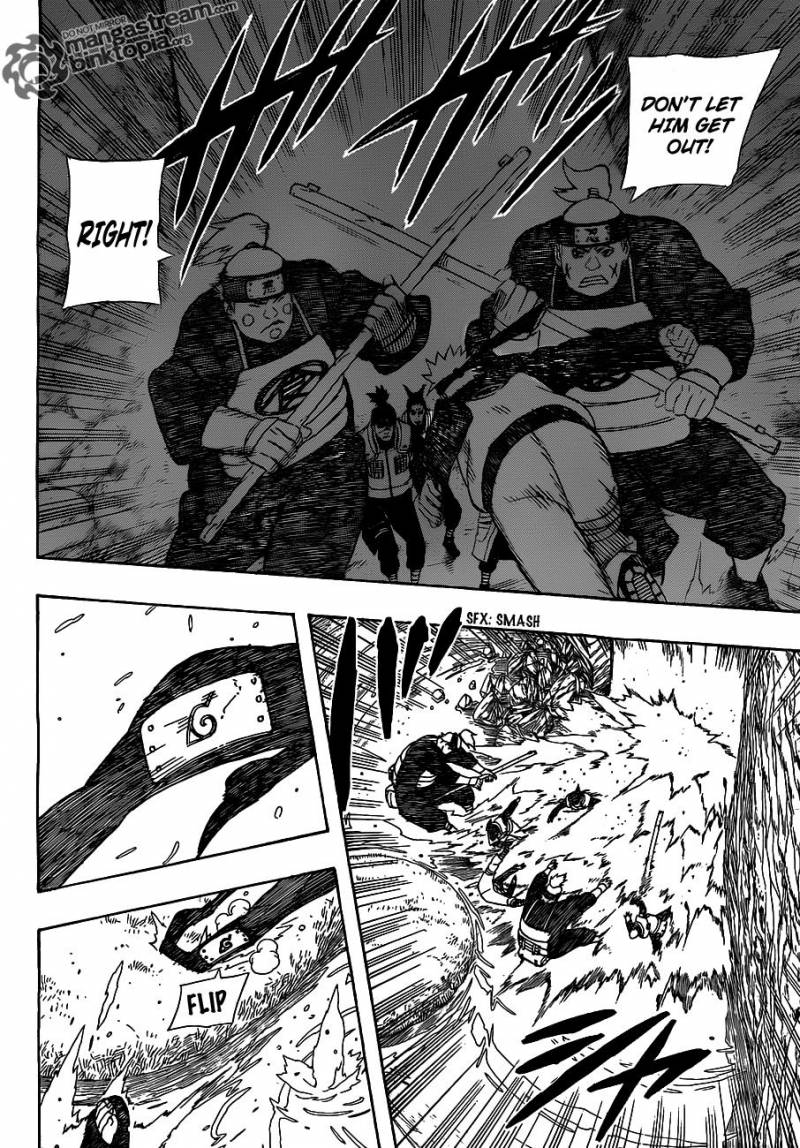 DO NOT MIRROR
mangastream.com
binktopia.org
DON'T LET
HIM GET
OUT!
RIGHT!
SFX: SMASH
FLIP